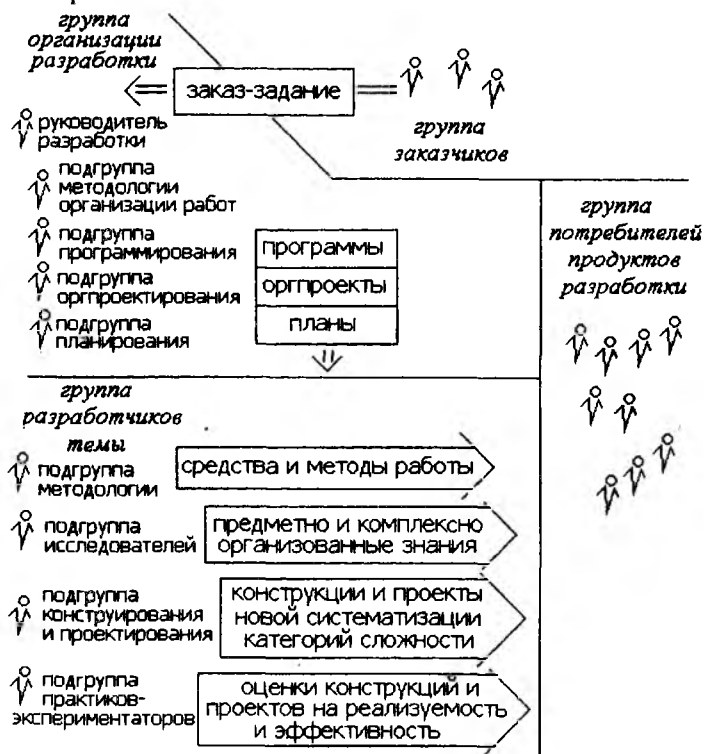 группа
организации
разработки
заказ-задание
группа
заказчиков
руководитель
разработки
подгруппа
методологии
организации работ
подгруппа
программирования
подгруппа
оргпроектирования
подгруппа
планирования
программы
оргпроекты
планы
группа
потребителей
продуктов
разработки
группа
разработчиков
темы
подгруппа
методологии
средства и методы работы
подгруппа
исследователей
предметно и комплексно
организованные знания
подгруппа
конструирования
и проектирования
конструкции и проекты
новой систематизации
категорий сложности
подгруппа
практиков-
экспериментаторов
оценки конструкций и
проектов на реализуемость
и эффективность